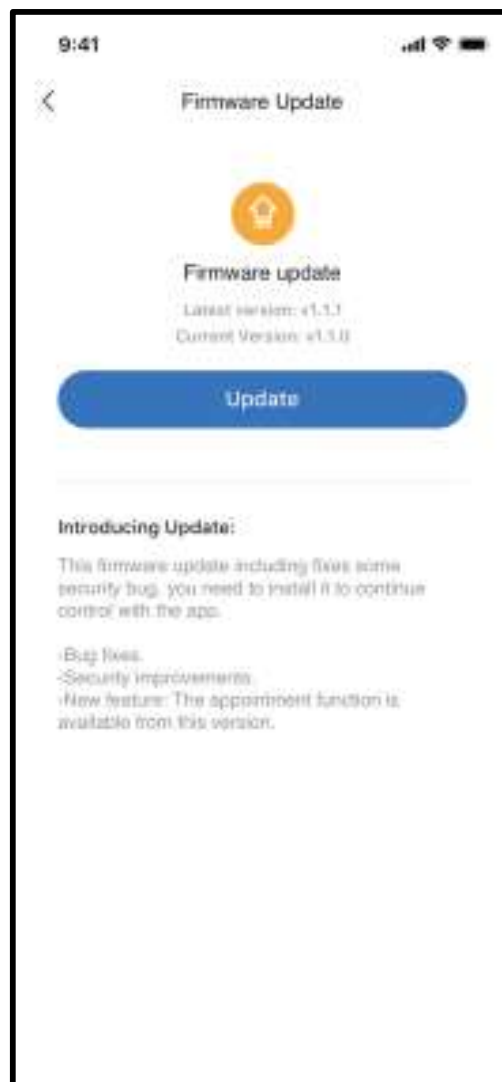 9:41
Firmware Update
Firmware update
Latest version: v1.1.1
Current Version: v1.1.0
Update
Introducing Update:
This firmware update including fixes some
security bug, you need to install it to continue
control with the app.
-Bug fixes.
-Security improvements.
-New feature: The appointment function is
available from this version.